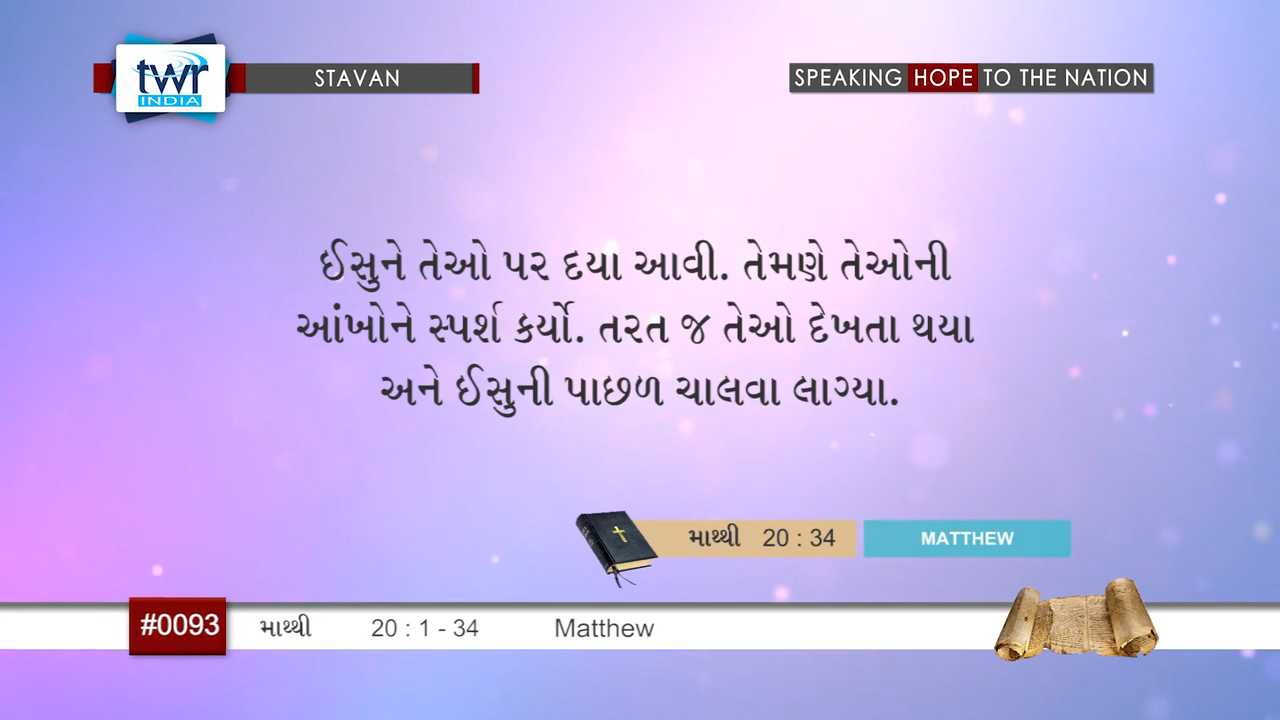 twr
INDIA
STAVAN
SPEAKING HOPE TO THE NATION
ઈસુને તેઓ પર દયા આવી. તેમણે તેઓની
આંખોને સ્પર્શ કર્યો. તરત જ તેઓ દેખતા થયા
અને ઈસુની પાછળ ચાલવા લાગ્યા.
માથ્થી 20 : 34 MATTHEW
#0093 માથ્થી 20 : 1 - 34 Matthew